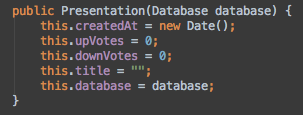 public Presentation(Database database) {
    this.createdAt = new Date();
    this.upVotes = 0;
    this.downVotes = 0;
    this.title = "";
    this.database = database;
}